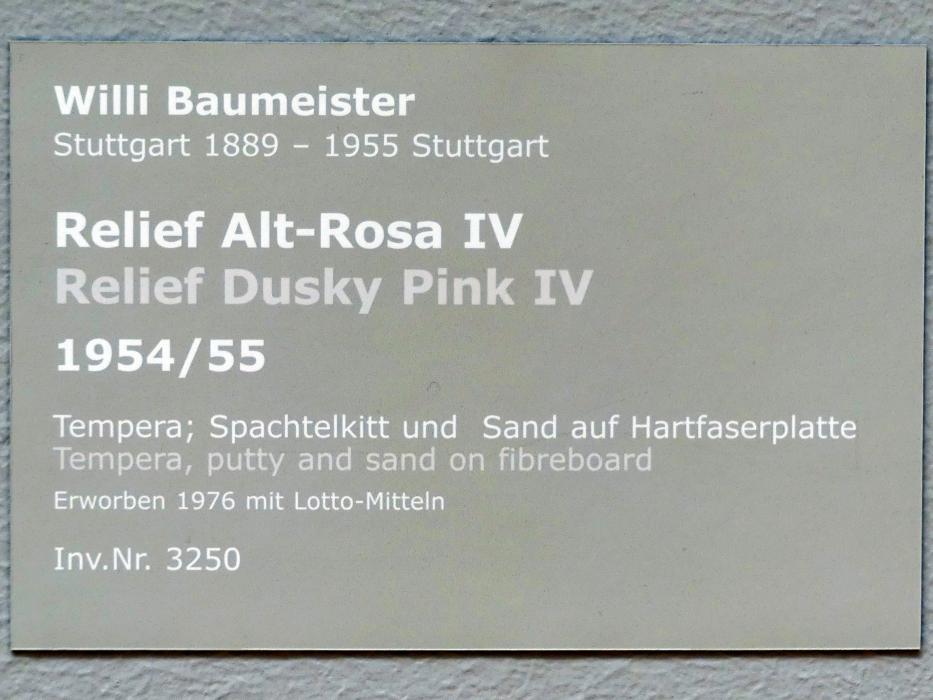 Willi Baumeister
Stuttgart 1889 – 1955 Stuttgart
Relief Alt-Rosa IV
Relief Dusky Pink IV
1954/55
Tempera; Spachtelkitt und  Sand auf Hartfaserplatte
Tempera, putty and sand on fibreboard
Erworben 1976 mit Lotto-Mitteln
Inv.Nr. 3250